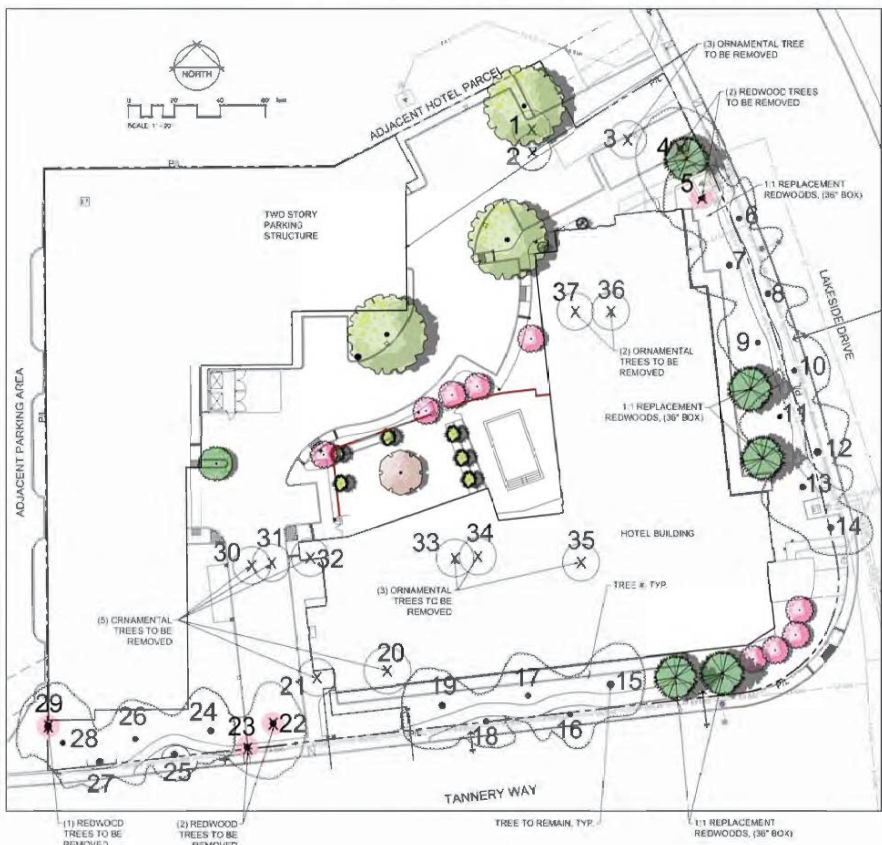 (3) ORNAMENTAL TREE
TO BE REMOVED
(2) REDWOOD TREES
TO BE REMOVED
ADJACENT HOTEL PARCEL
P/L
NORTH
0 20' 40' 60'
SCALE: 1" = 20'
1
2
3
4
5
1:1 REPLACEMENT
REDWOODS, (36" BOX)
P/L
TWO STORY
PARKING
STRUCTURE
6
7
8
LAKESIDE DRIVE
37
36
9
10
(2) ORNAMENTAL
TREES TO BE
REMOVED
1:1 REPLACEMENT
REDWOODS, (36" BOX)
11
12
13
14
ADJACENT PARKING AREA
P/L
HOTEL BUILDING
30
31
32
33
34
35
(3) ORNAMENTAL
TREES TO BE
REMOVED
TREE #, TYP.
(5) ORNAMENTAL
TREES TO BE
REMOVED
21
20
19
17
15
18
16
P/L
29
28
27
26
25
24
23
22
TANNERY WAY
(1) REDWOOD
TREES TO BE
REMOVED
(2) REDWOOD
TREES TO BE
REMOVED
TREE TO REMAIN, TYP.
1:1 REPLACEMENT
REDWOODS, (36" BOX)